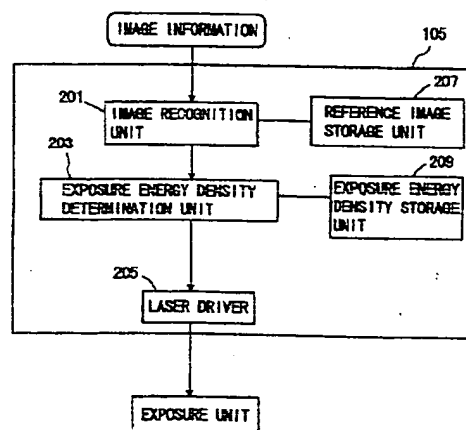 IMAGE INFORMATION
105
207
201
IMAGE RECOGNITION
UNIT
REFERENCE IMAGE
STORAGE UNIT
203
209
EXPOSURE ENERGY DENSITY
DETERMINATION UNIT
EXPOSURE ENERGY
DENSITY STORAGE
UNIT
205
LASER DRIVER
EXPOSURE UNIT